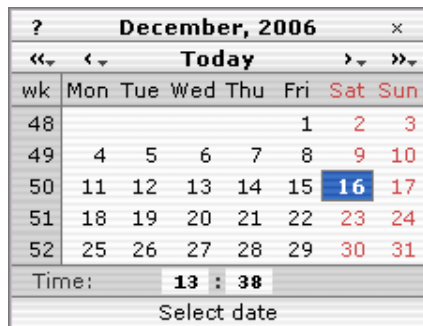 ? December, 2006 ×
«▾ ‹▾ Today ›▾ »▾
wk Mon Tue Wed Thu Fri Sat Sun
48 1 2 3
49 4 5 6 7 8 9 10
50 11 12 13 14 15 16 17
51 18 19 20 21 22 23 24
52 25 26 27 28 29 30 31
Time: 13 : 38
Select date